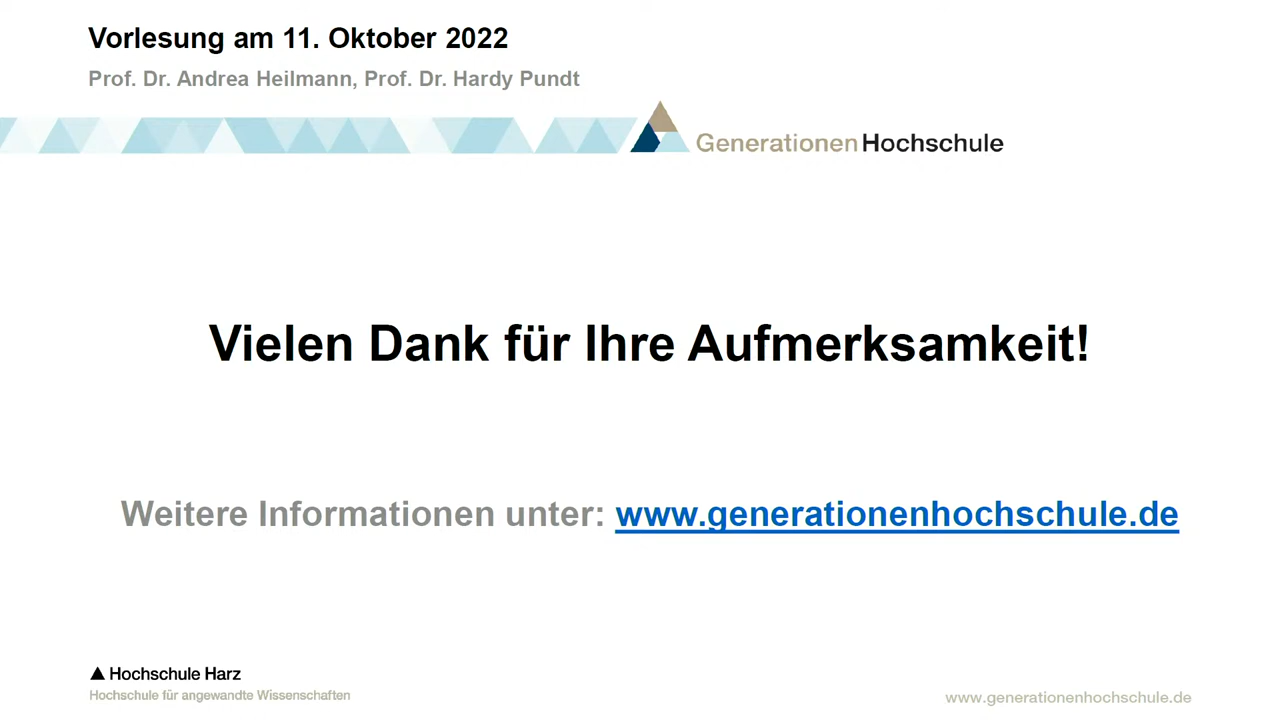 Vorlesung am 11. Oktober 2022
Prof. Dr. Andrea Heilmann, Prof. Dr. Hardy Pundt
GenerationenHochschule
Vielen Dank für Ihre Aufmerksamkeit!
Weitere Informationen unter: www.generationenhochschule.de
Hochschule Harz
Hochschule für angewandte Wissenschaften
www.generationenhochschule.de